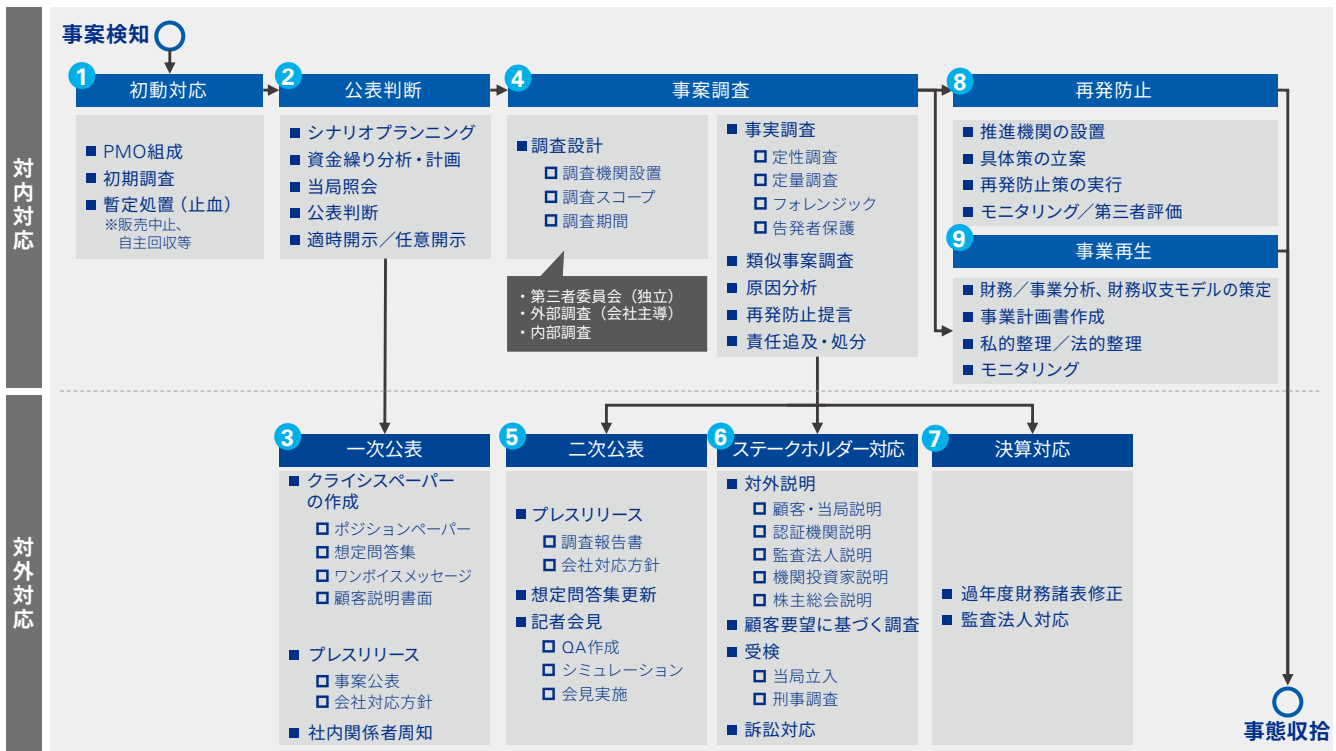 対内対応
事案検知
1 初動対応
■ PMO組成
■ 初期調査
■ 暫定処置（止血）
※販売中止、
自主回収等
2 公表判断
■ シナリオプランニング
■ 資金繰り分析・計画
■ 当局照会
■ 公表判断
■ 適時開示／任意開示
4 事案調査
■ 調査設計
□ 調査機関設置
□ 調査スコープ
□ 調査期間
・第三者委員会（独立）
・外部調査（会社主導）
・内部調査
■ 事実調査
□ 定性調査
□ 定量調査
□ フォレンジック
□ 告発者保護
■ 類似事案調査
■ 原因分析
■ 再発防止提言
■ 責任追及・処分
8 再発防止
■ 推進機関の設置
■ 具体策の立案
■ 再発防止策の実行
■ モニタリング／第三者評価
9 事業再生
■ 財務／事業分析、財務収支モデルの策定
■ 事業計画書作成
■ 私的整理／法的整理
■ モニタリング
対外対応
3 一次公表
■ クライシスペーパー
の作成
□ ポジションペーパー
□ 想定問答集
□ ワンボイスメッセージ
□ 顧客説明書面
■ プレスリリース
□ 事案公表
□ 会社対応方針
■ 社内関係者周知
5 二次公表
■ プレスリリース
□ 調査報告書
□ 会社対応方針
■ 想定問答集更新
■ 記者会見
□ QA作成
□ シミュレーション
□ 会見実施
6 ステークホルダー対応
■ 対外説明
□ 顧客・当局説明
□ 認証機関説明
□ 監査法人説明
□ 機関投資家説明
□ 株主総会説明
■ 顧客要望に基づく調査
■ 受検
□ 当局立入
□ 刑事調査
■ 訴訟対応
7 決算対応
■ 過年度財務諸表修正
■ 監査法人対応
事態収拾